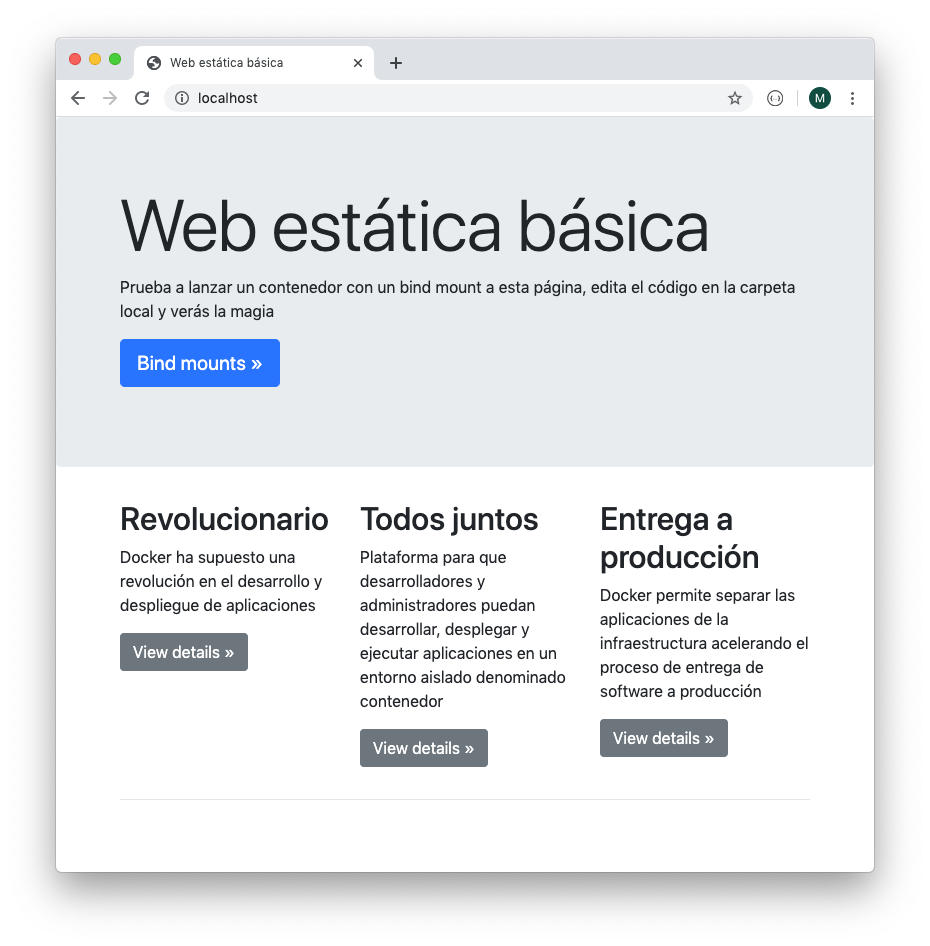 Web estática básica
localhost
M
Web estática básica
Prueba a lanzar un contenedor con un bind mount a esta página, edita el código en la carpeta
local y verás la magia
Bind mounts »
Revolucionario
Docker ha supuesto una
revolución en el desarrollo y
despliegue de aplicaciones
View details »
Todos juntos
Plataforma para que
desarrolladores y
administradores puedan
desarrollar, desplegar y
ejecutar aplicaciones en un
entorno aislado denominado
contenedor
View details »
Entrega a
producción
Docker permite separar las
aplicaciones de la
infraestructura acelerando el
proceso de entrega de
software a producción
View details »